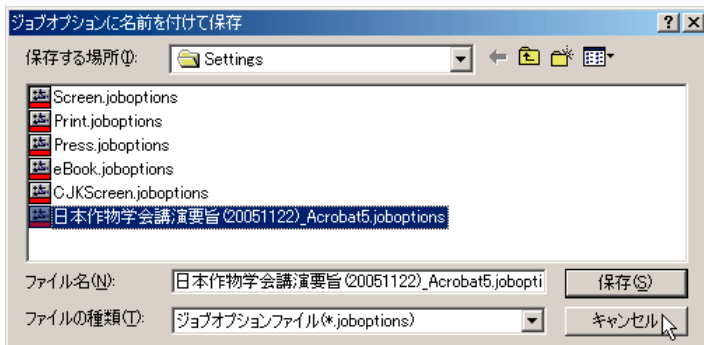 ジョブオプションに名前を付けて保存
保存する場所(I): Settings
Screen.joboptions
Print.joboptions
Press.joboptions
eBook.joboptions
CJKScreen.joboptions
日本作物学会講演要旨(20051122)_Acrobat5.joboptions
ファイル名(N): 日本作物学会講演要旨(20051122)_Acrobat5.jobopti 保存(S)
ファイルの種類(T): ジョブオプションファイル(*.joboptions) キャンセル